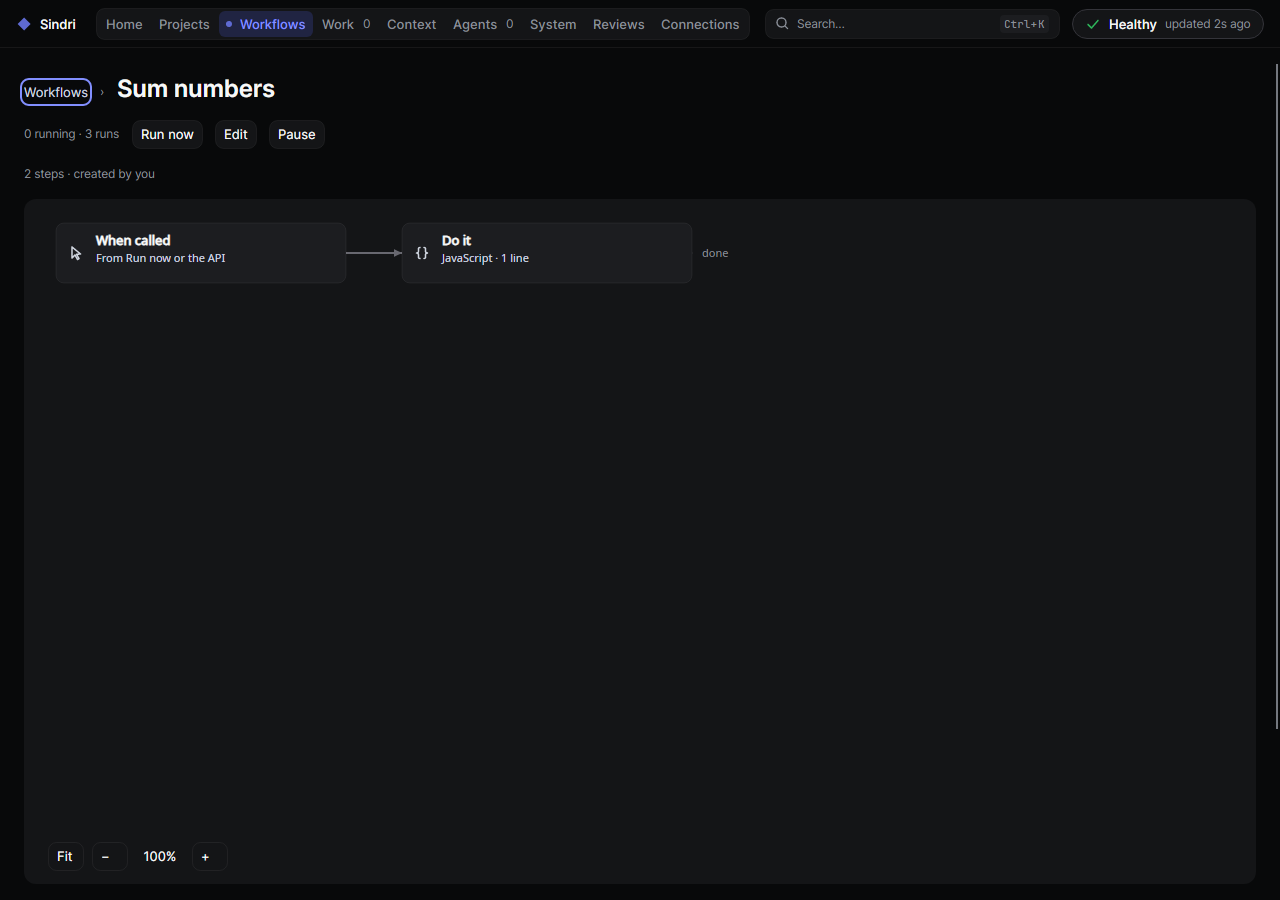 Sindri Home Projects Workflows Work 0 Context Agents 0 System Reviews Connections Search... Ctrl+K Healthy updated 2s ago
Workflows › Sum numbers
0 running · 3 runs Run now Edit Pause
2 steps · created by you
When called
From Run now or the API
{} Do it
JavaScript · 1 line
done
Fit − 100% +